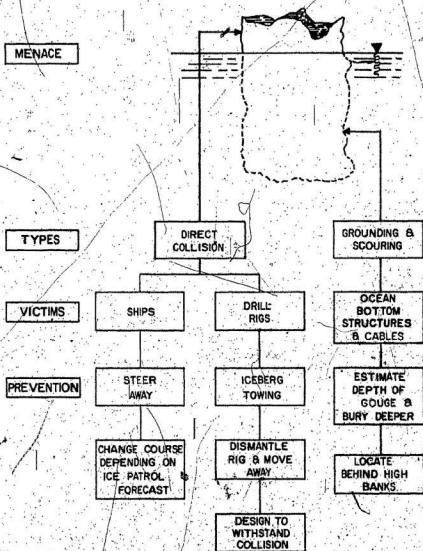 MENACE
TYPES
DIRECT
COLLISION
GROUNDING &
SCOURING
VICTIMS
SHIPS
DRILL
RIGS
OCEAN
BOTTOM
STRUCTURES
& CABLES
PREVENTION
STEER
AWAY
ICEBERG
TOWING
ESTIMATE
DEPTH OF
GOUGE &
BURY DEEPER
CHANGE COURSE
DEPENDING ON
ICE PATROL
FORECAST
DISMANTLE
RIG & MOVE
AWAY
LOCATE
BEHIND HIGH
BANKS
DESIGN TO
WITHSTAND
COLLISION